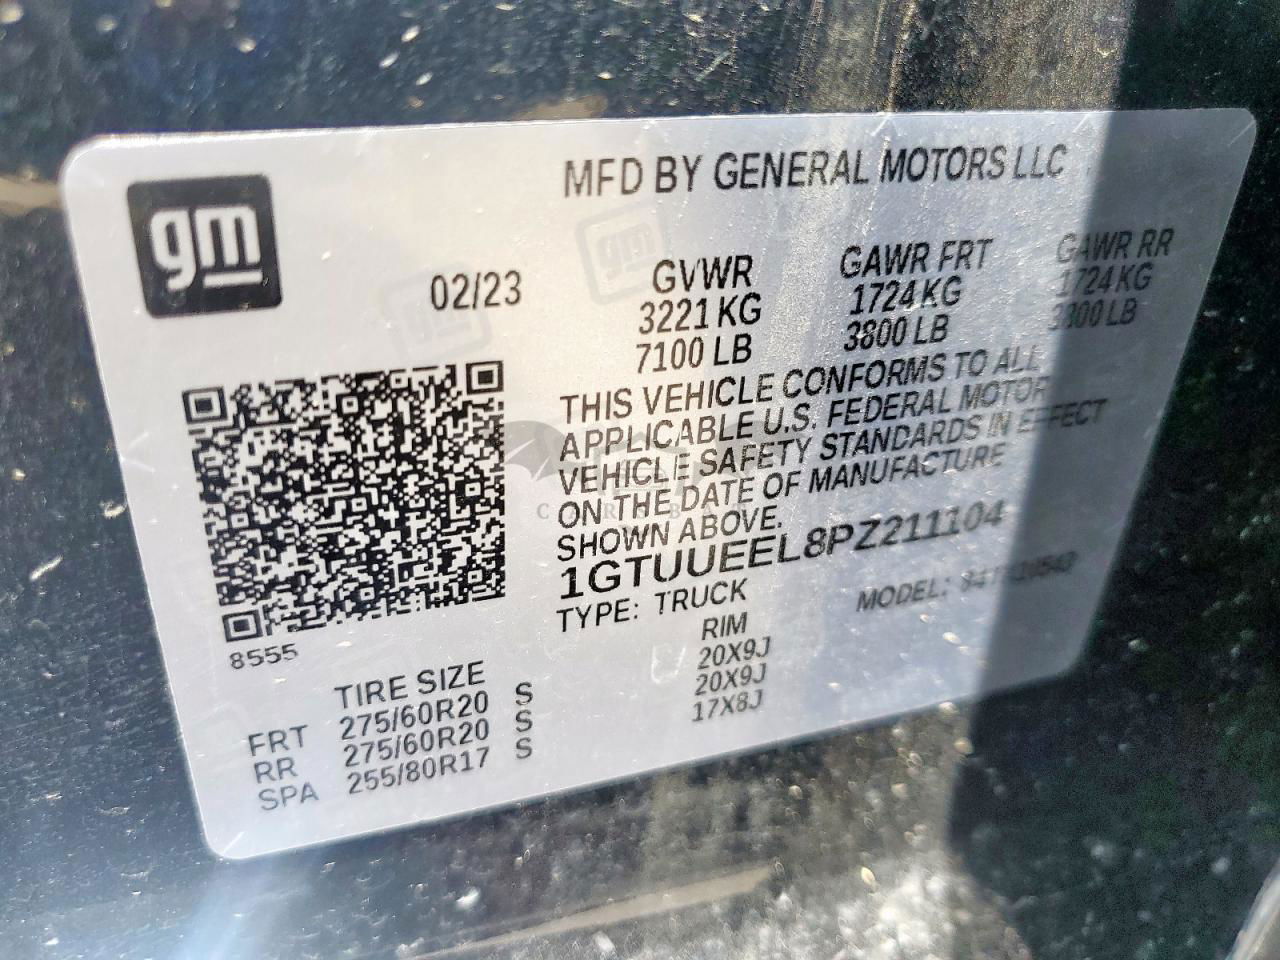 gm
MFD BY GENERAL MOTORS LLC
02/23
GVWR GAWR FRT GAWR RR
3221 KG 1724 KG 1724 KG
7100 LB 3800 LB 3800 LB
THIS VEHICLE CONFORMS TO ALL
APPLICABLE U.S. FEDERAL MOTOR
VEHICLE SAFETY STANDARDS IN EFFECT
ON THE DATE OF MANUFACTURE
SHOWN ABOVE.
1GTUUEEL8PZ211104
TYPE: TRUCK MODEL:
8555
TIRE SIZE RIM
FRT 275/60R20 S 20X9J
RR 275/60R20 S 20X9J
SPA 255/80R17 S 17X8J